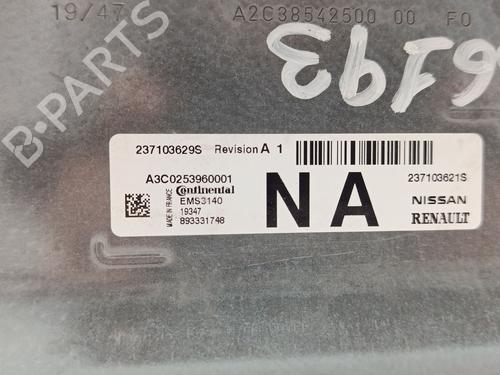 19/47 A2C38542500 00 F0
6193
B-PARTS
237103629S Revision A 1
A3C0253960001
Continental
EMS3140
19347
893331748
MADE IN FRANCE
NA
237103621S
NISSAN
RENAULT